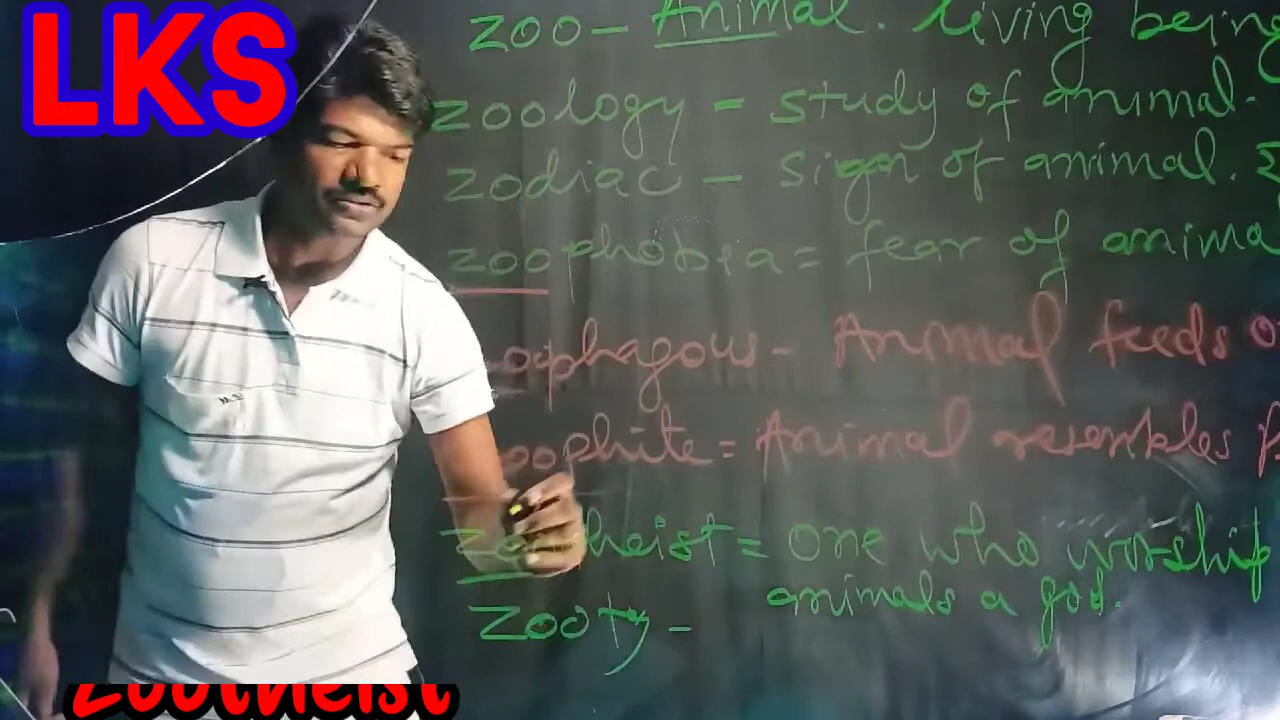 LKS
zoo - Animal. living being
zoology = study of animal.
zodiac - sign of animal.
zoophobia = fear of anima
oophagous - Animal feeds o
oophite = Animal resembles
zootheist = one who worship
animals a god.
zooty -
zootheist